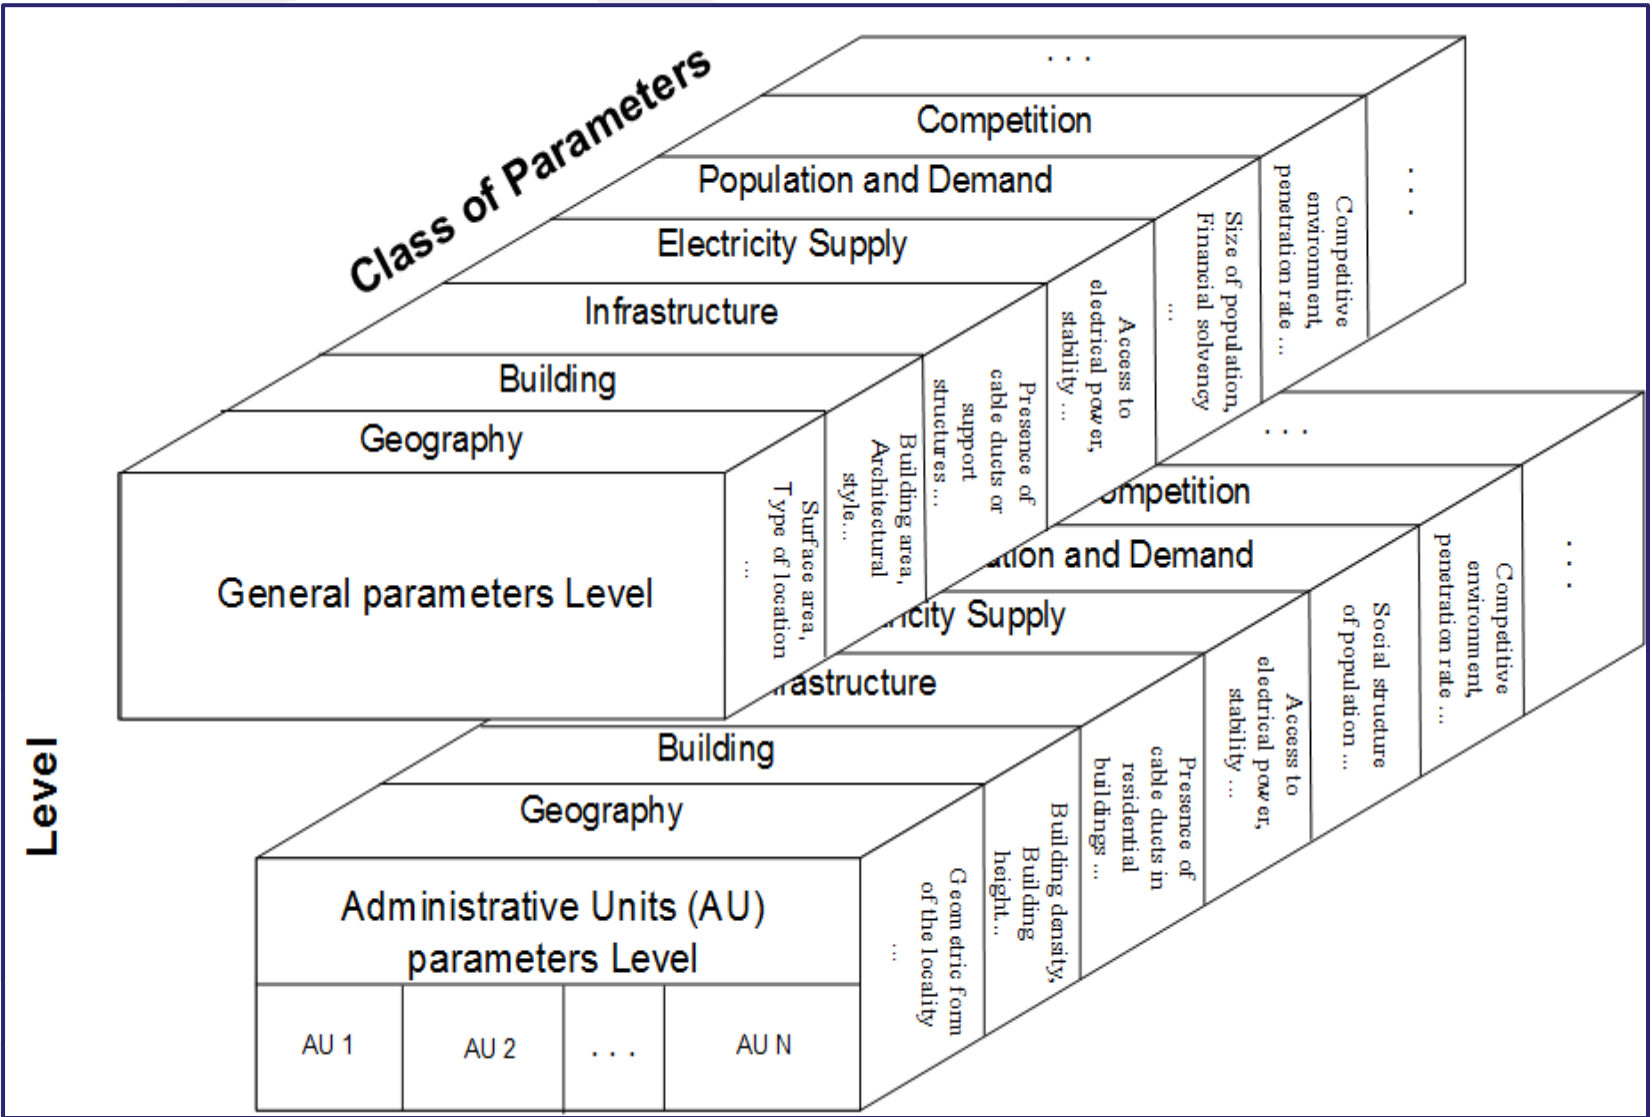 Class of Parameters
. . .
Competition
Population and Demand
Electricity Supply
Infrastructure
Building
Geography
General parameters Level
Surface area,
Type of location
...
Building area,
Architectural
style...
Presence of
cable ducts or
support
structures ...
Access to
electrical power,
stability ...
Size of population,
Financial solvency
...
Competitive
environment,
penetration rate ...
. . .
Level
. . .
ompetition
ation and Demand
ricity Supply
rastructure
Building
Geography
Administrative Units (AU)
parameters Level
AU 1
AU 2
. . .
AU N
Geometric form
of the locality
...
Building density,
Building
height...
Presence of
cable ducts in
residential
buildings ...
Access to
electrical power,
stability ...
Social structure
of population ...
Competitive
environment,
penetration rate ...
. . .